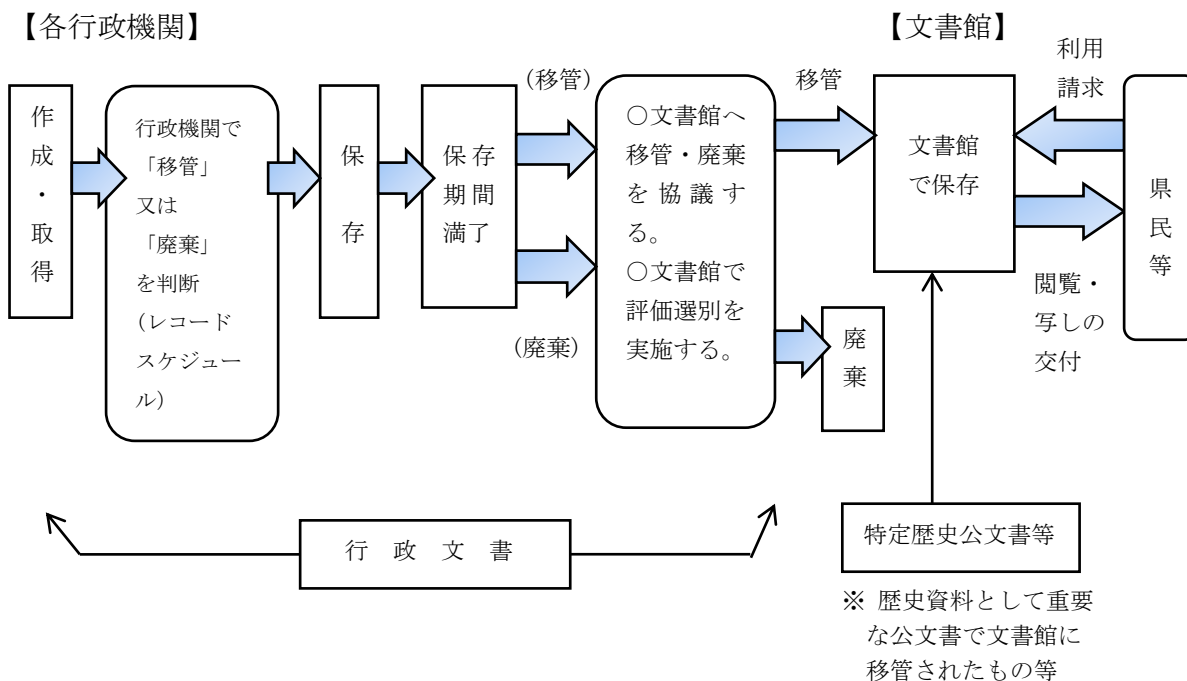 【各行政機関】
【文書館】
作成・取得
行政機関で
「移管」
又は
「廃棄」
を判断
(レコード
スケジュー
ル)
保存
保存
期間
満了
(移管)
(廃棄)
○文書館へ
移管・廃棄
を協議す
る。
○文書館で
評価選別を
実施する。
移管
廃棄
文書館
で保存
利用
請求
閲覧・
写しの
交付
県民等
行政文書
特定歴史公文書等
※ 歴史資料として重要
な公文書で文書館に
移管されたもの等